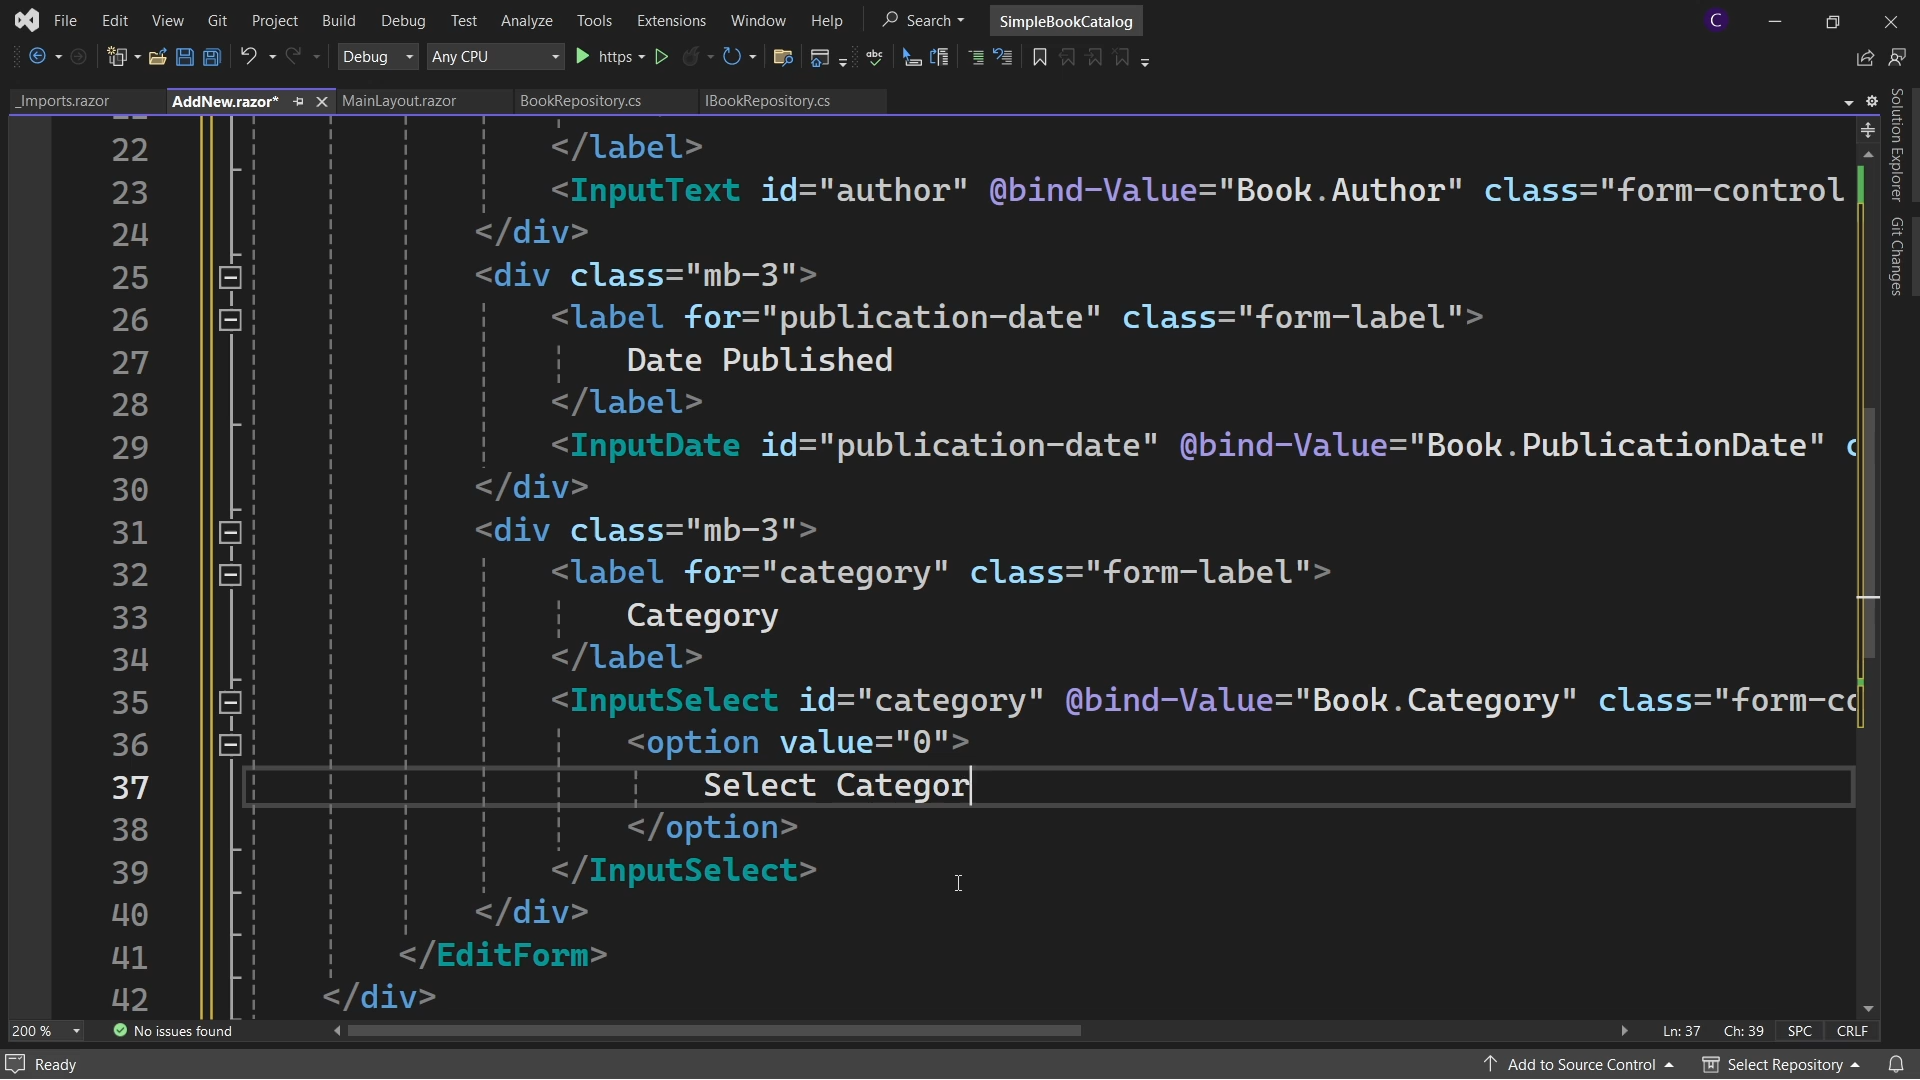 File Edit View Git Project Build Debug Test Analyze Tools Extensions Window Help Search SimpleBookCatalog C
Debug Any CPU https abc
_Imports.razor AddNew.razor* MainLayout.razor BookRepository.cs IBookRepository.cs
Solution Explorer
Git Changes
22 </label>
23 <InputText id="author" @bind-Value="Book.Author" class="form-control
24 </div>
25 <div class="mb-3">
26 <label for="publication-date" class="form-label">
27 Date Published
28 </label>
29 <InputDate id="publication-date" @bind-Value="Book.PublicationDate" c
30 </div>
31 <div class="mb-3">
32 <label for="category" class="form-label">
33 Category
34 </label>
35 <InputSelect id="category" @bind-Value="Book.Category" class="form-co
36 <option value="0">
37 Select Categor
38 </option>
39 </InputSelect>
40 </div>
41 </EditForm>
42 </div>
200 % No issues found Ln: 37 Ch: 39 SPC CRLF
Ready Add to Source Control Select Repository